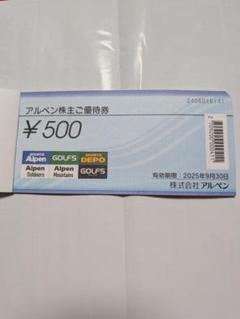 アルペン株主ご優待券
¥500
SPORTS
Alpen
GOLF5
SPORTS
DEPO
Alpen
Outdoors
Alpen
Mountains
GOLF5
有効期限：2025年9月30日
株式会社アルペン